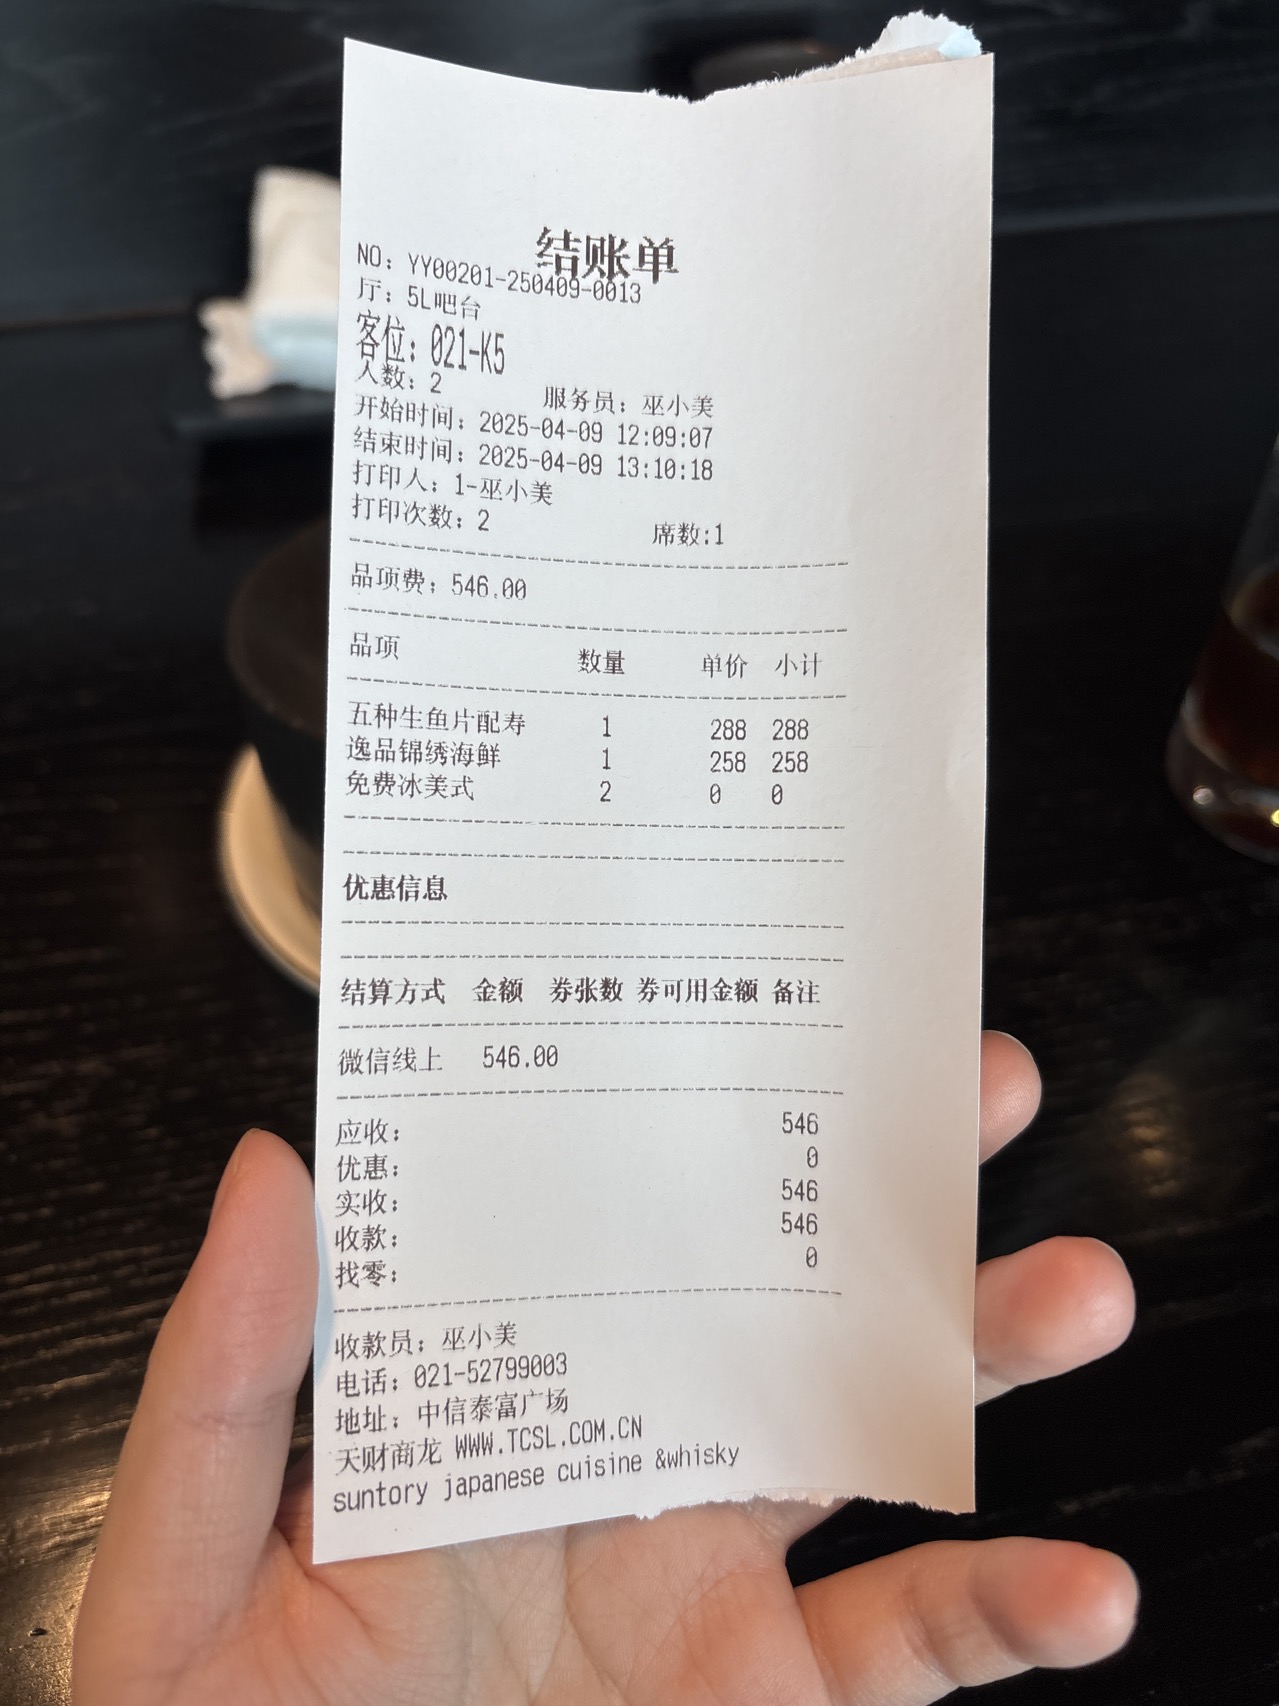 结账单
NO: YY00201-250409-0013
厅: 5L吧台
客位: 021-K5
人数: 2 服务员: 巫小美
开始时间: 2025-04-09 12:09:07
结束时间: 2025-04-09 13:10:18
打印人: 1-巫小美
打印次数: 2 席数:1
品项费: 546.00
品项 数量 单价 小计
五种生鱼片配寿 1 288 288
逸品锦绣海鲜 1 258 258
免费冰美式 2 0 0
优惠信息
结算方式 金额 券张数 券可用金额 备注
微信线上 546.00
应收: 546
优惠: 0
实收: 546
收款: 546
找零: 0
收款员: 巫小美
电话: 021-52799003
地址: 中信泰富广场
天财商龙 WWW.TCSL.COM.CN
suntory japanese cuisine &whisky